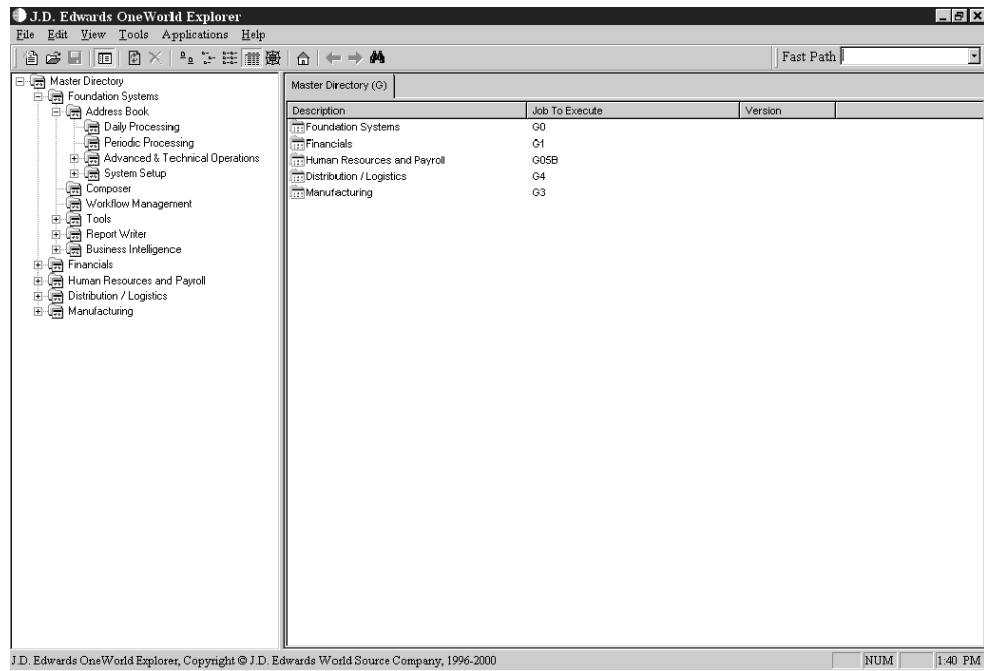 J.D. Edwards OneWorld Explorer
File Edit View Tools Applications Help
Fast Path
Master Directory
Foundation Systems
Address Book
Daily Processing
Periodic Processing
Advanced & Technical Operations
System Setup
Composer
Workflow Management
Tools
Report Writer
Business Intelligence
Financials
Human Resources and Payroll
Distribution / Logistics
Manufacturing
Master Directory (G)
Description Job To Execute Version
Foundation Systems G0
Financials G1
Human Resources and Payroll G05B
Distribution / Logistics G4
Manufacturing G3
J.D. Edwards OneWorld Explorer, Copyright © J.D. Edwards World Source Company, 1996-2000 NUM 1:40 PM